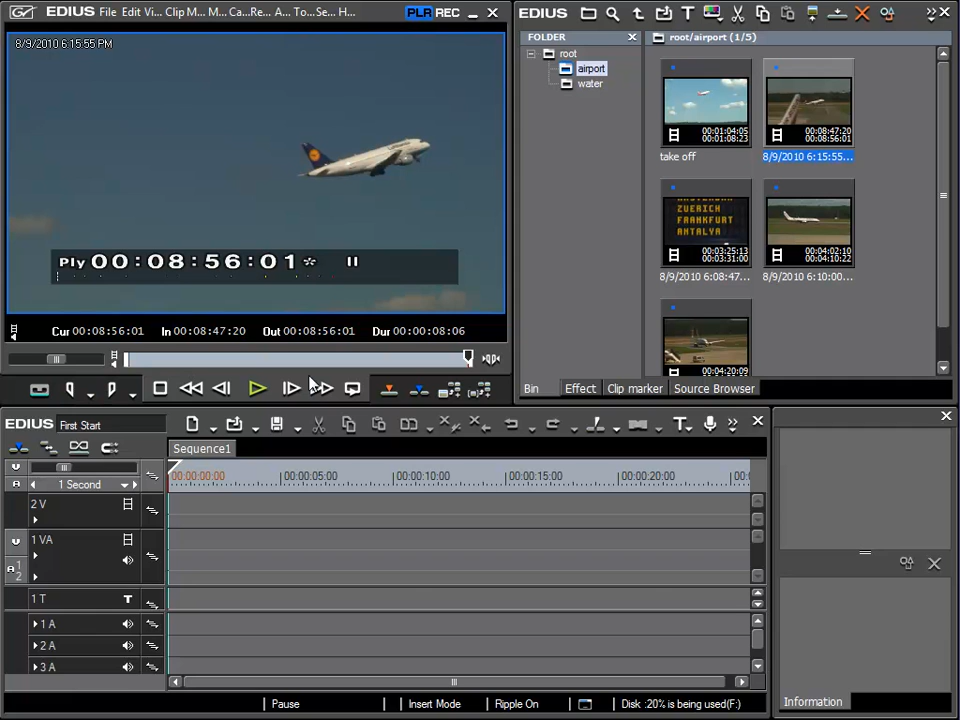 EDIUS File Edit Vi... Clip M... M... Ca...Re... A... To...Se... H... PLR REC
8/9/2010 6:15:55 PM
Ply 00:08:56:01 * II
Cur 00:08:56:01 In 00:08:47:20 Out 00:08:56:01 Dur 00:00:08:06
EDIUS
FOLDER
root
airport
water
root/airport (1/5)
00:01:04:05
00:01:08:23
take off
00:08:47:20
00:08:56:01
8/9/2010 6:15:55...
ZUERICH
FRANKFURT
ANTALYA
00:03:25:13
00:03:31:00
8/9/2010 6:08:47...
00:04:02:10
00:04:10:22
8/9/2010 6:10:00...
00:04:20:09
Bin Effect Clip marker Source Browser
EDIUS First Start
Sequence1
1 Second
00:00:00:00 00:00:05:00 00:00:10:00 00:00:15:00 00:00:20:00
2 V
1 VA
1
2
1 T T
1 A
2 A
3 A
Information
Pause Insert Mode Ripple On Disk :20% is being used(F:)